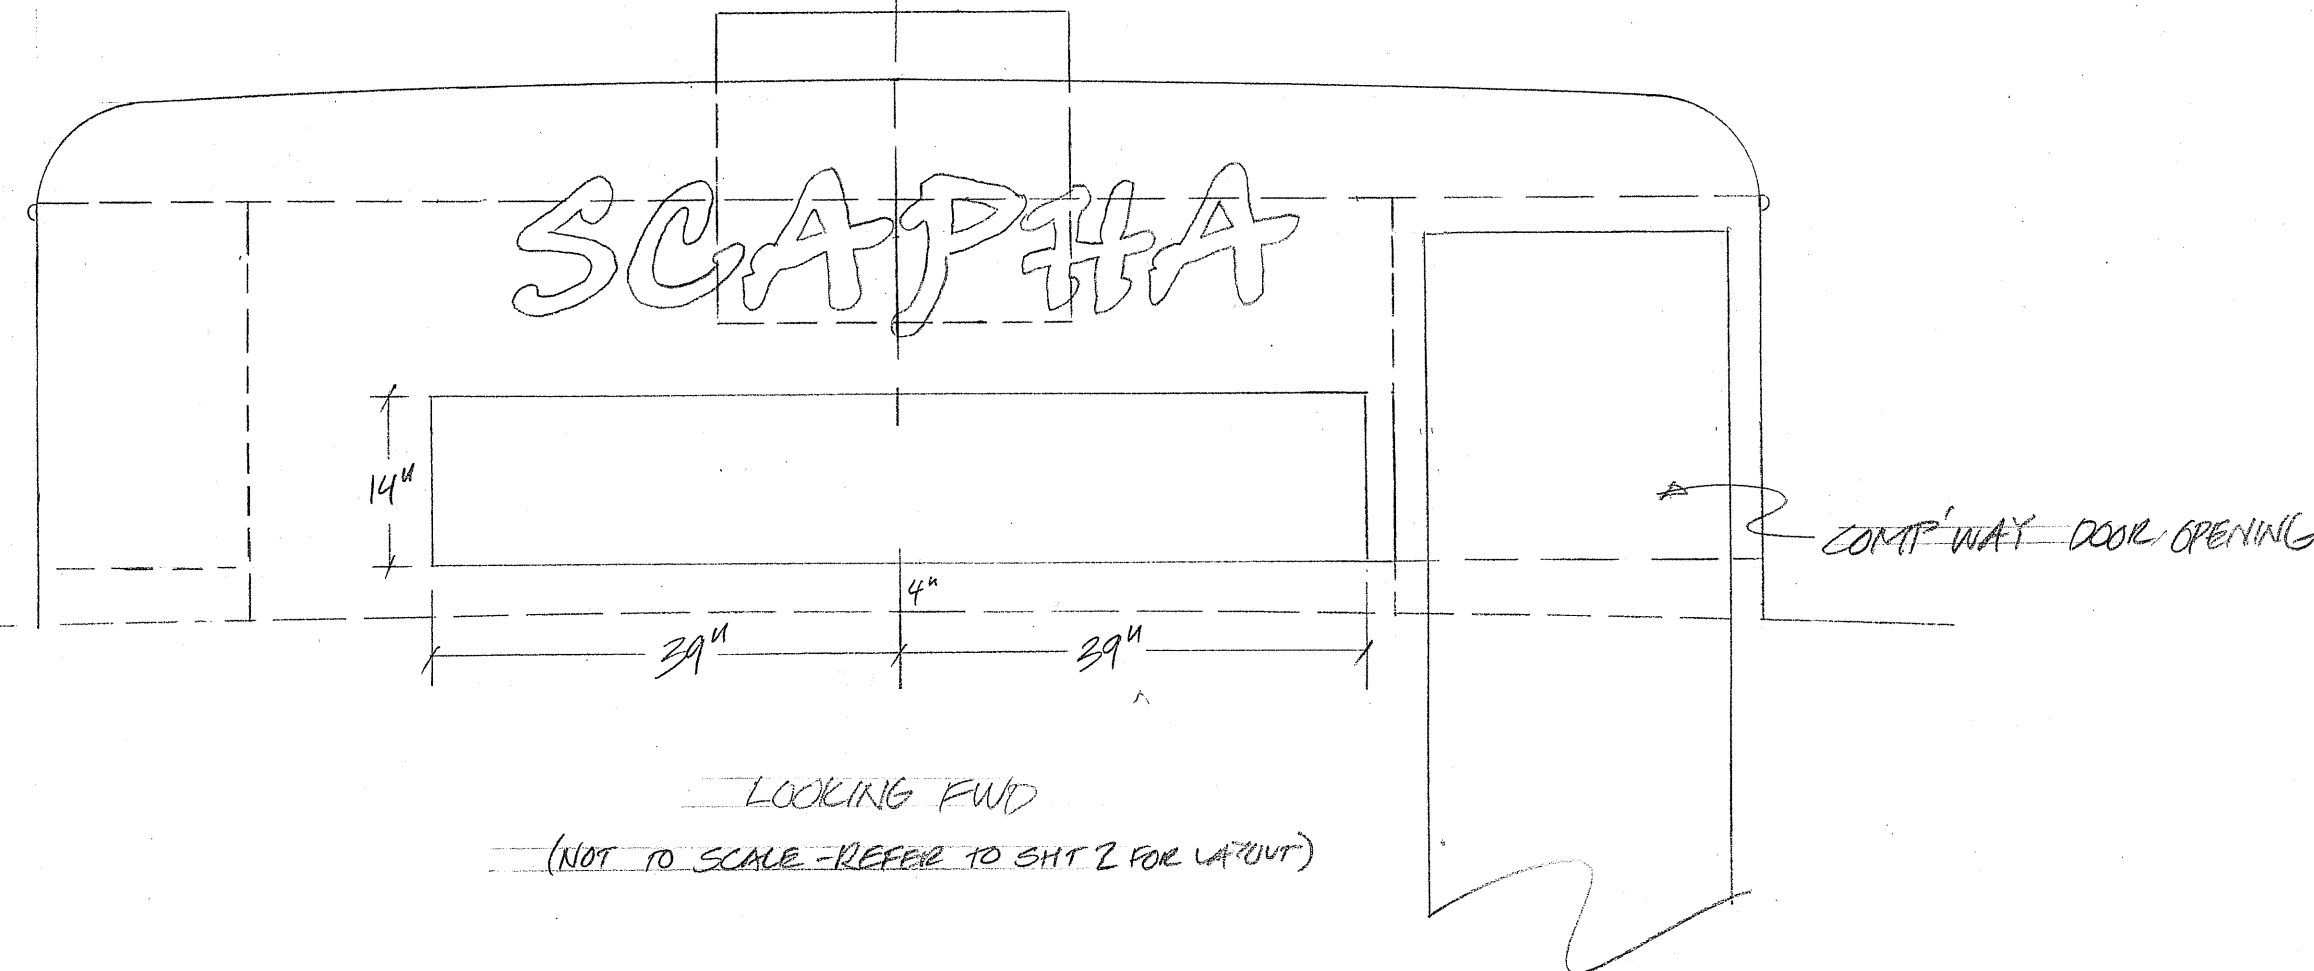 SCAPHA
14"
COMP'WAY DOOR OPENING
4"
39" 39"
LOOKING FWD
(NOT TO SCALE - REFER TO SHT 2 FOR LAYOUT)